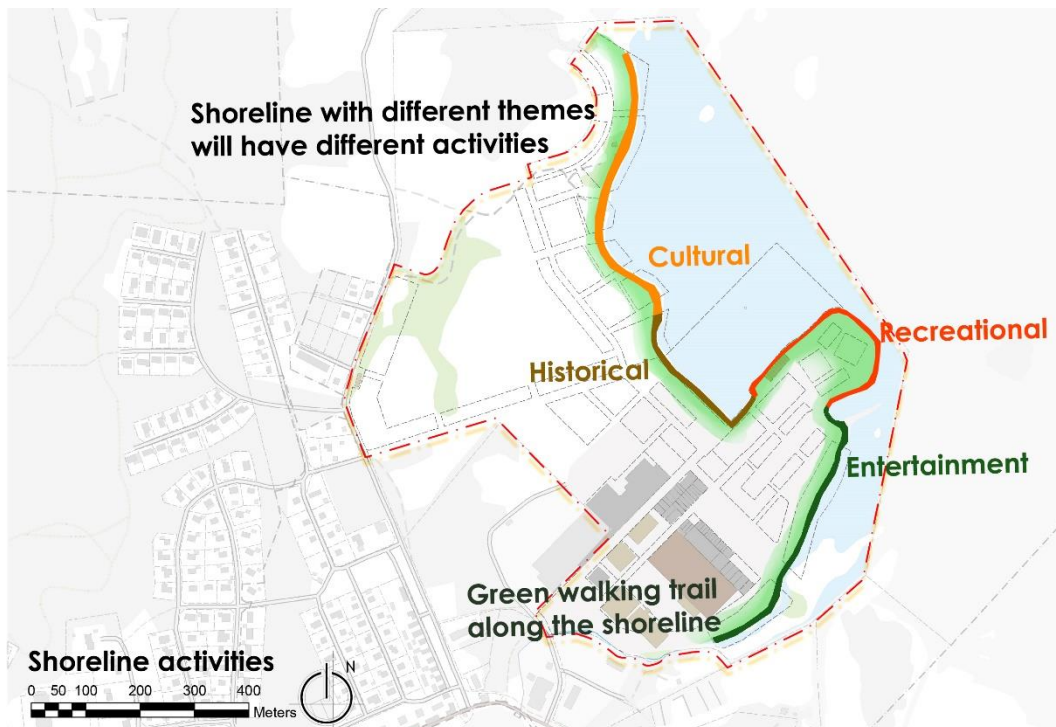 Shoreline with different themes
will have different activities
Cultural
Recreational
Historical
Entertainment
Green walking trail
along the shoreline
Shoreline activities
N
0 50 100 200 300 400
Meters